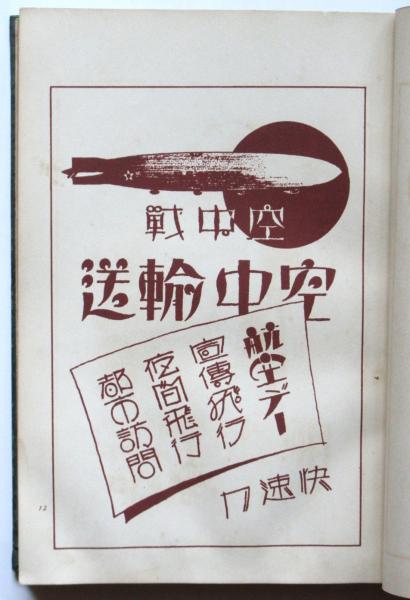 空中戦
空中輸送
航空デー
宣傳飛行
夜間飛行
都市訪問
快速力
12